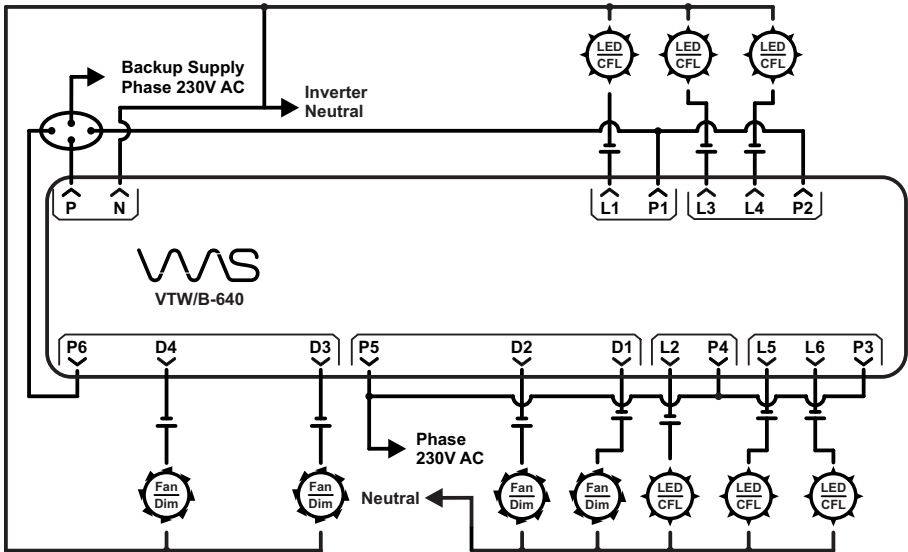 LED CFL
LED CFL
LED CFL
Backup Supply
Phase 230V AC
Inverter
Neutral
P N L1 P1 L3 L4 P2
VTW/B-640
P6 D4 D3 P5 D2 D1 L2 P4 L5 L6 P3
Phase
230V AC
Neutral
Fan Dim
Fan Dim
Fan Dim
Fan Dim
LED CFL
LED CFL
LED CFL